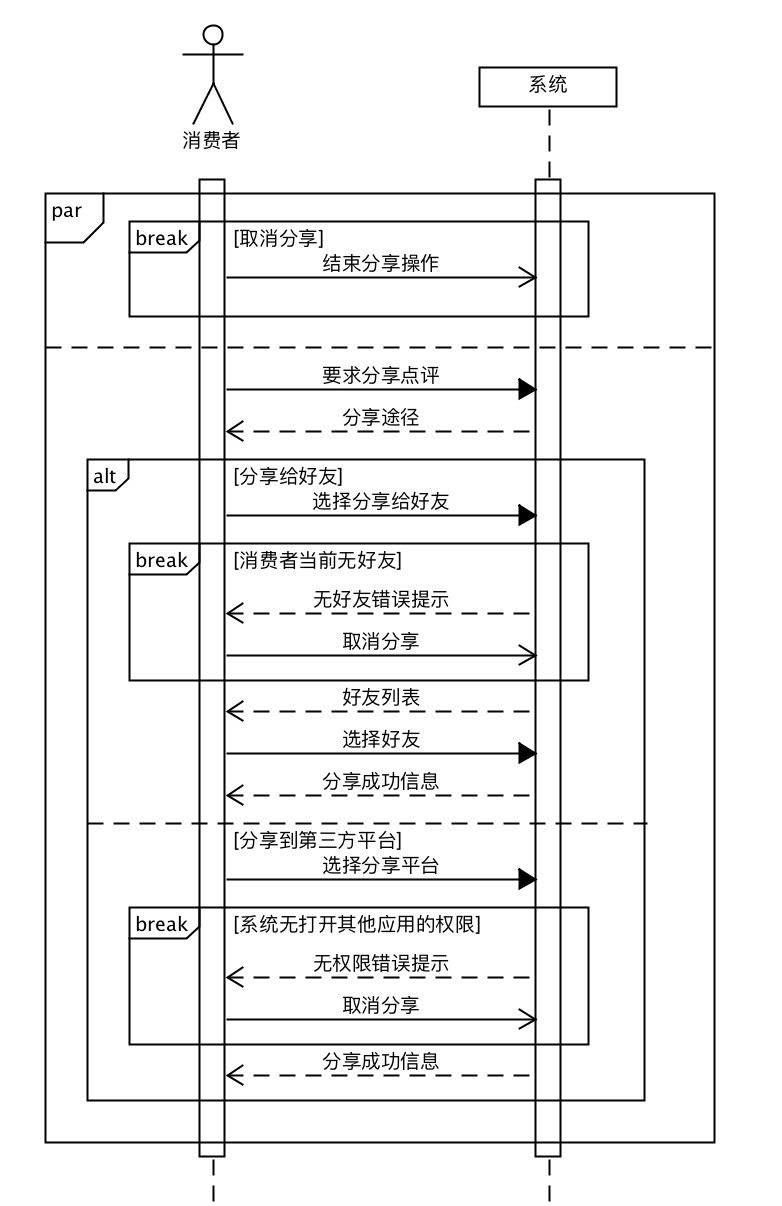 消费者
系统
par
break
[取消分享]
结束分享操作
要求分享点评
分享途径
alt
[分享给好友]
选择分享给好友
break
[消费者当前无好友]
无好友错误提示
取消分享
好友列表
选择好友
分享成功信息
[分享到第三方平台]
选择分享平台
break
[系统无打开其他应用的权限]
无权限错误提示
取消分享
分享成功信息